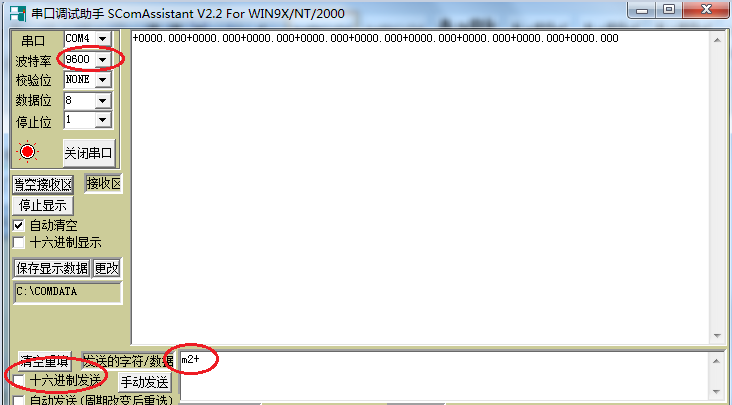 串口调试助手 SComAssistant V2.2 For WIN9X/NT/2000
串口 COM4
波特率 9600
校验位 NONE
数据位 8
停止位 1
关闭串口
清空接收区 接收区
停止显示
自动清空
十六进制显示
保存显示数据 更改
C:\COMDATA
+0000.000+0000.000+0000.000+0000.000+0000.000+0000.000+0000.000+0000.000+0000.000
清空重填 发送的字符/数据 m2+
十六进制发送 手动发送
自动发送(周期改变后重选)